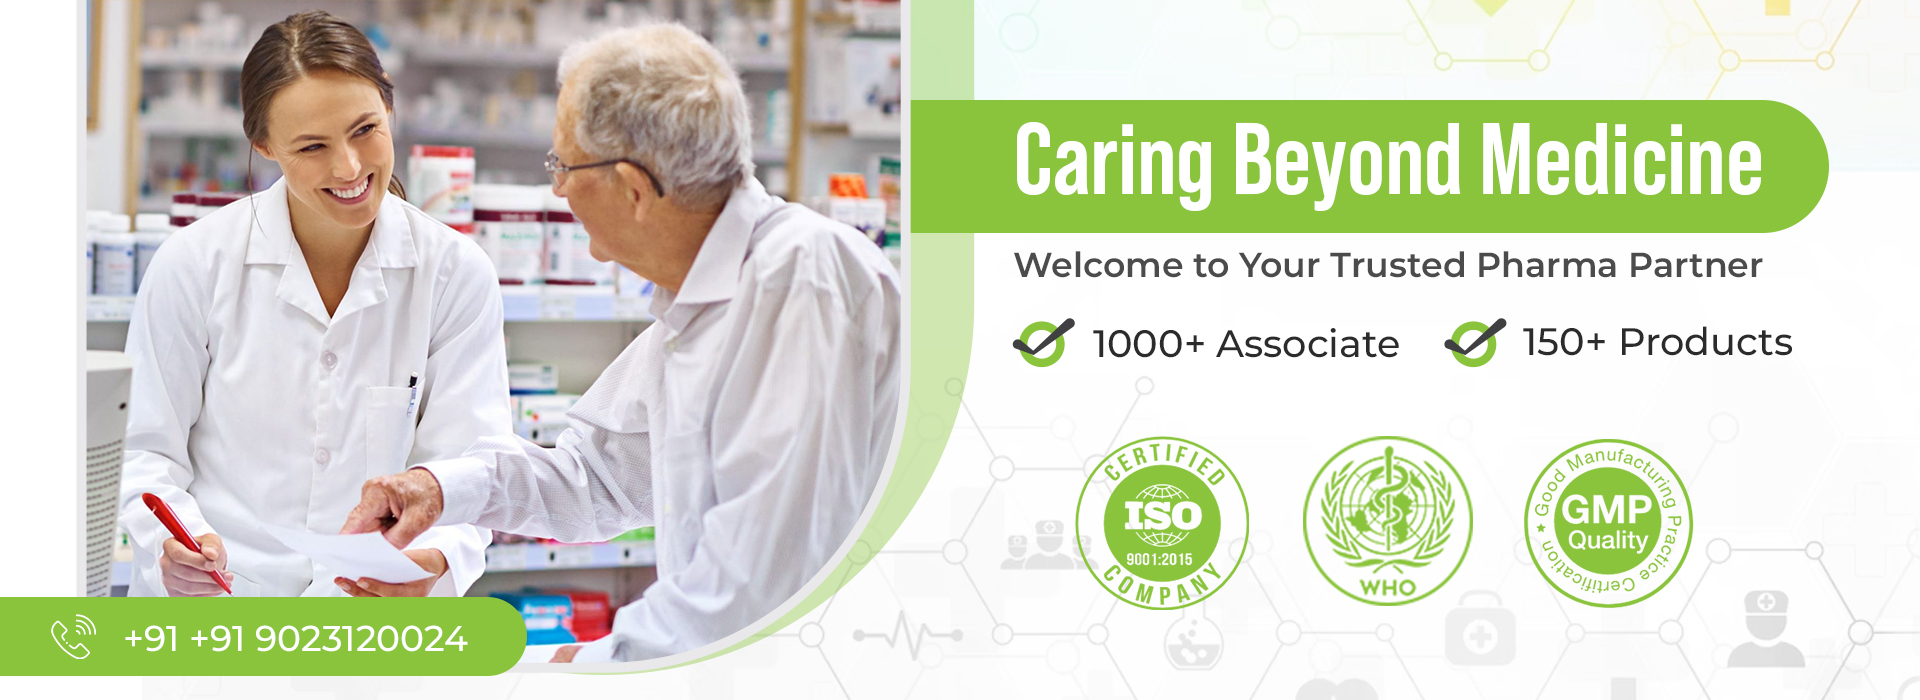 Caring Beyond Medicine
Welcome to Your Trusted Pharma Partner
1000+ Associate
150+ Products
CERTIFIED
ISO
9001:2015
COMPANY
WHO
Good Manufacturing Practice Certification
GMP
Quality
+91 +91 9023120024